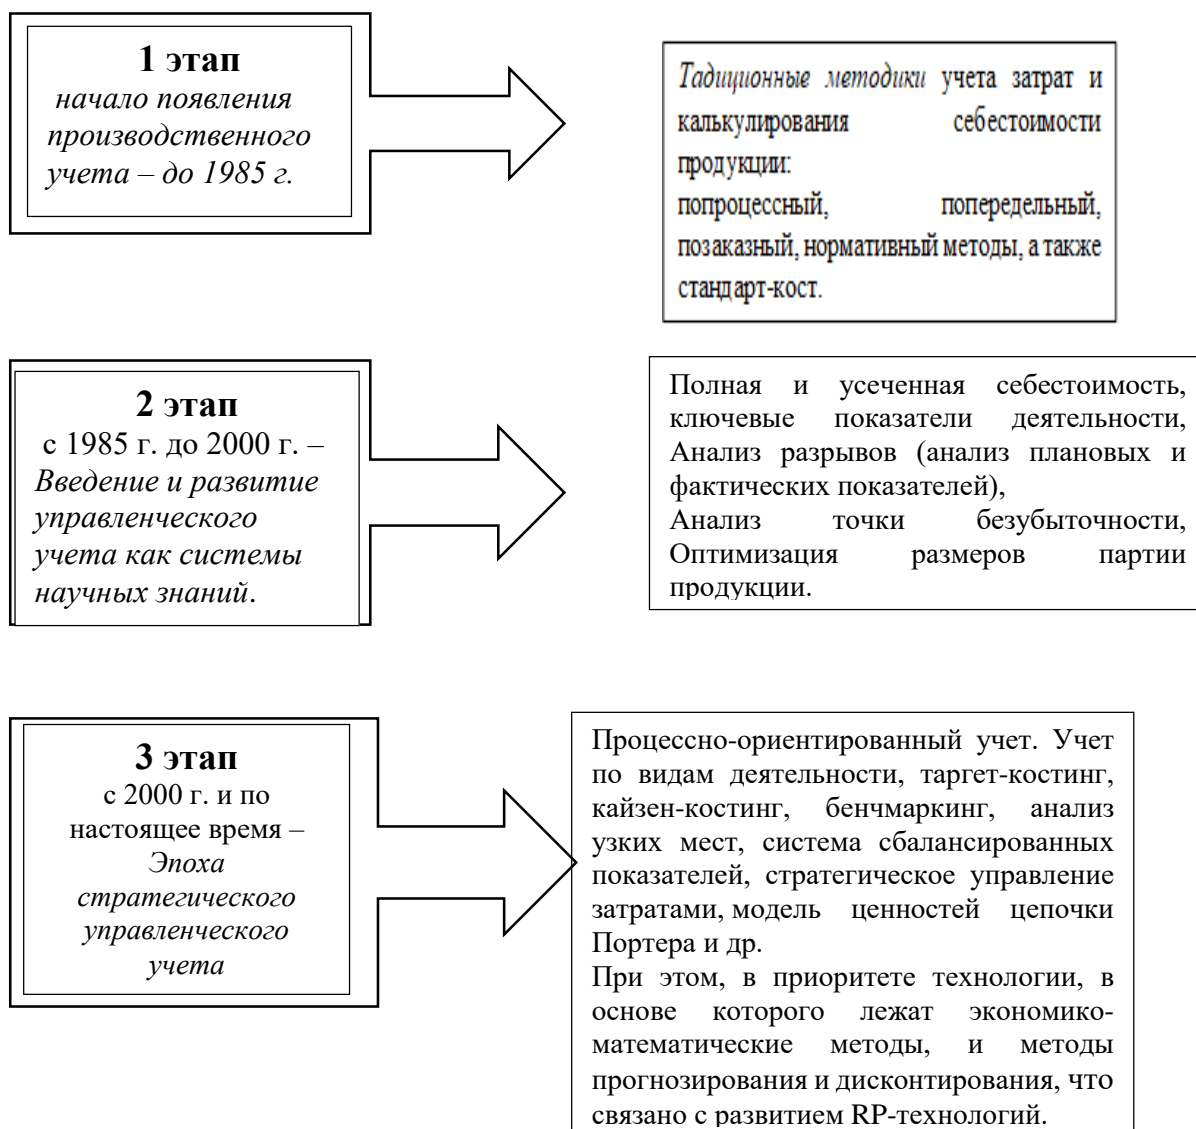 1 этап
начало появления
производственного
учета – до 1985 г.
Тадиционные методики учета затрат и
калькулирования себестоимости
продукции:
попроцессный, попередельный,
позаказный, нормативный методы, а также
стандарт-кост.
2 этап
с 1985 г. до 2000 г. –
Введение и развитие
управленческого
учета как системы
научных знаний.
Полная и усеченная себестоимость,
ключевые показатели деятельности,
Анализ разрывов (анализ плановых и
фактических показателей),
Анализ точки безубыточности,
Оптимизация размеров партии
продукции.
3 этап
с 2000 г. и по
настоящее время –
Эпоха
стратегического
управленческого
учета
Процессно-ориентированный учет. Учет
по видам деятельности, таргет-костинг,
кайзен-костинг, бенчмаркинг, анализ
узких мест, система сбалансированных
показателей, стратегическое управление
затратами, модель ценностей цепочки
Портера и др.
При этом, в приоритете технологии, в
основе которого лежат экономико-
математические методы, и методы
прогнозирования и дисконтирования, что
связано с развитием RP-технологий.